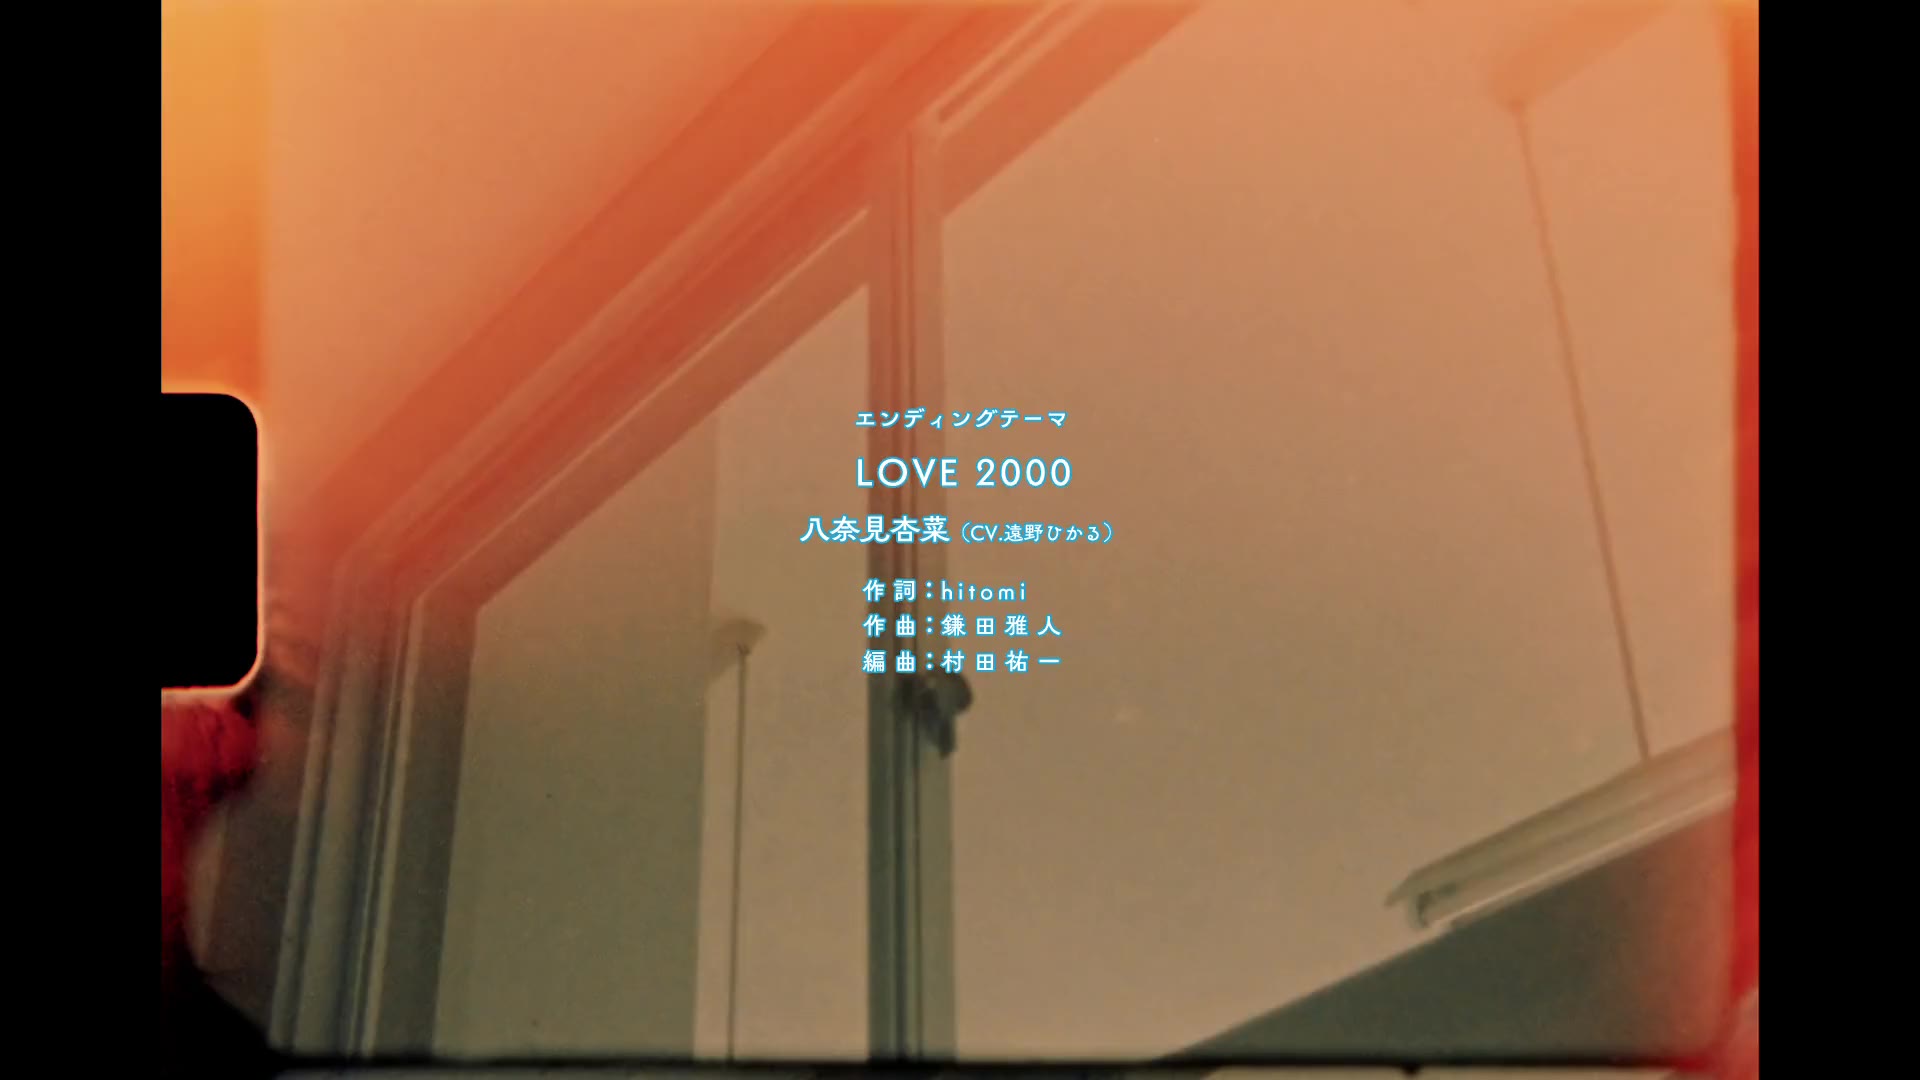 エンディングテーマ
LOVE 2000
八奈見杏菜（CV.遠野ひかる）
作詞：hitomi
作曲：鎌田雅人
編曲：村田祐一